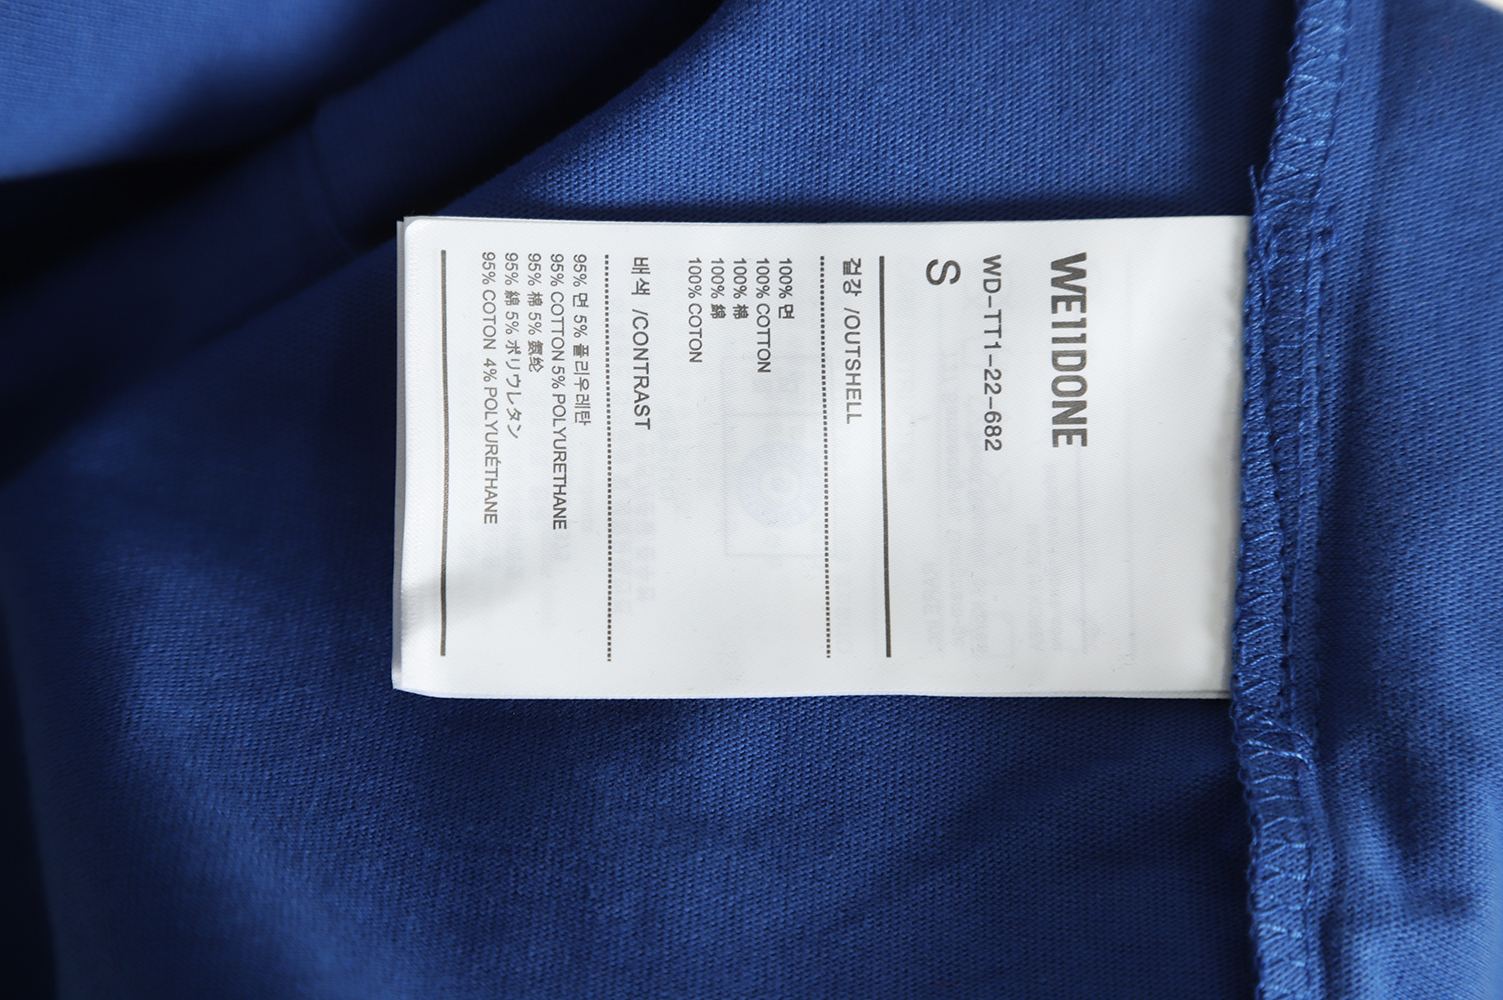 WE11DONE
WD-TT1-22-682
S
겉감 /OUTSHELL
100% 면
100% COTTON
100% 棉
100% 綿
100% COTON
배색 /CONTRAST
95% 면 5% 폴리우레탄
95% COTTON 5% POLYURETHANE
95% 棉 5% 氨纶
95% 綿 5% ポリウレタン
95% COTON 4% POLYURÉTHANE